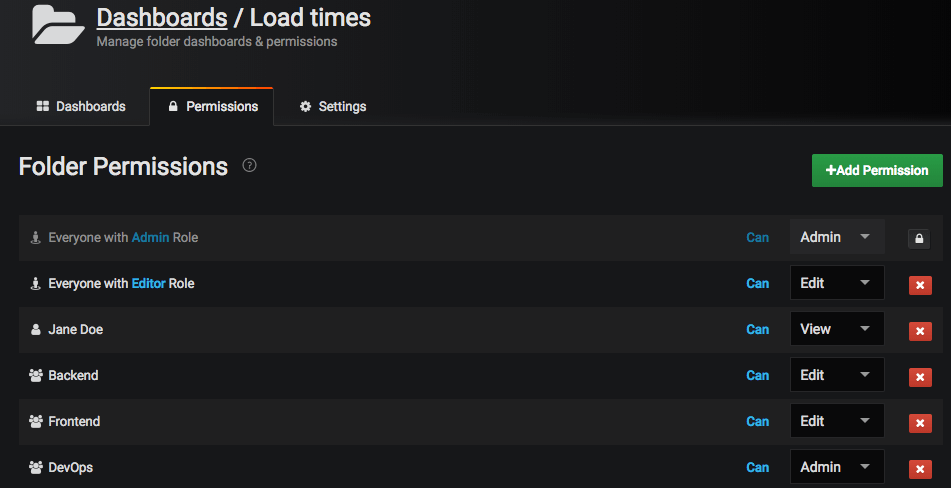 Dashboards / Load times
Manage folder dashboards & permissions
Dashboards Permissions Settings
Folder Permissions ?
+Add Permission
Everyone with Admin Role Can Admin
Everyone with Editor Role Can Edit
Jane Doe Can View
Backend Can Edit
Frontend Can Edit
DevOps Can Admin